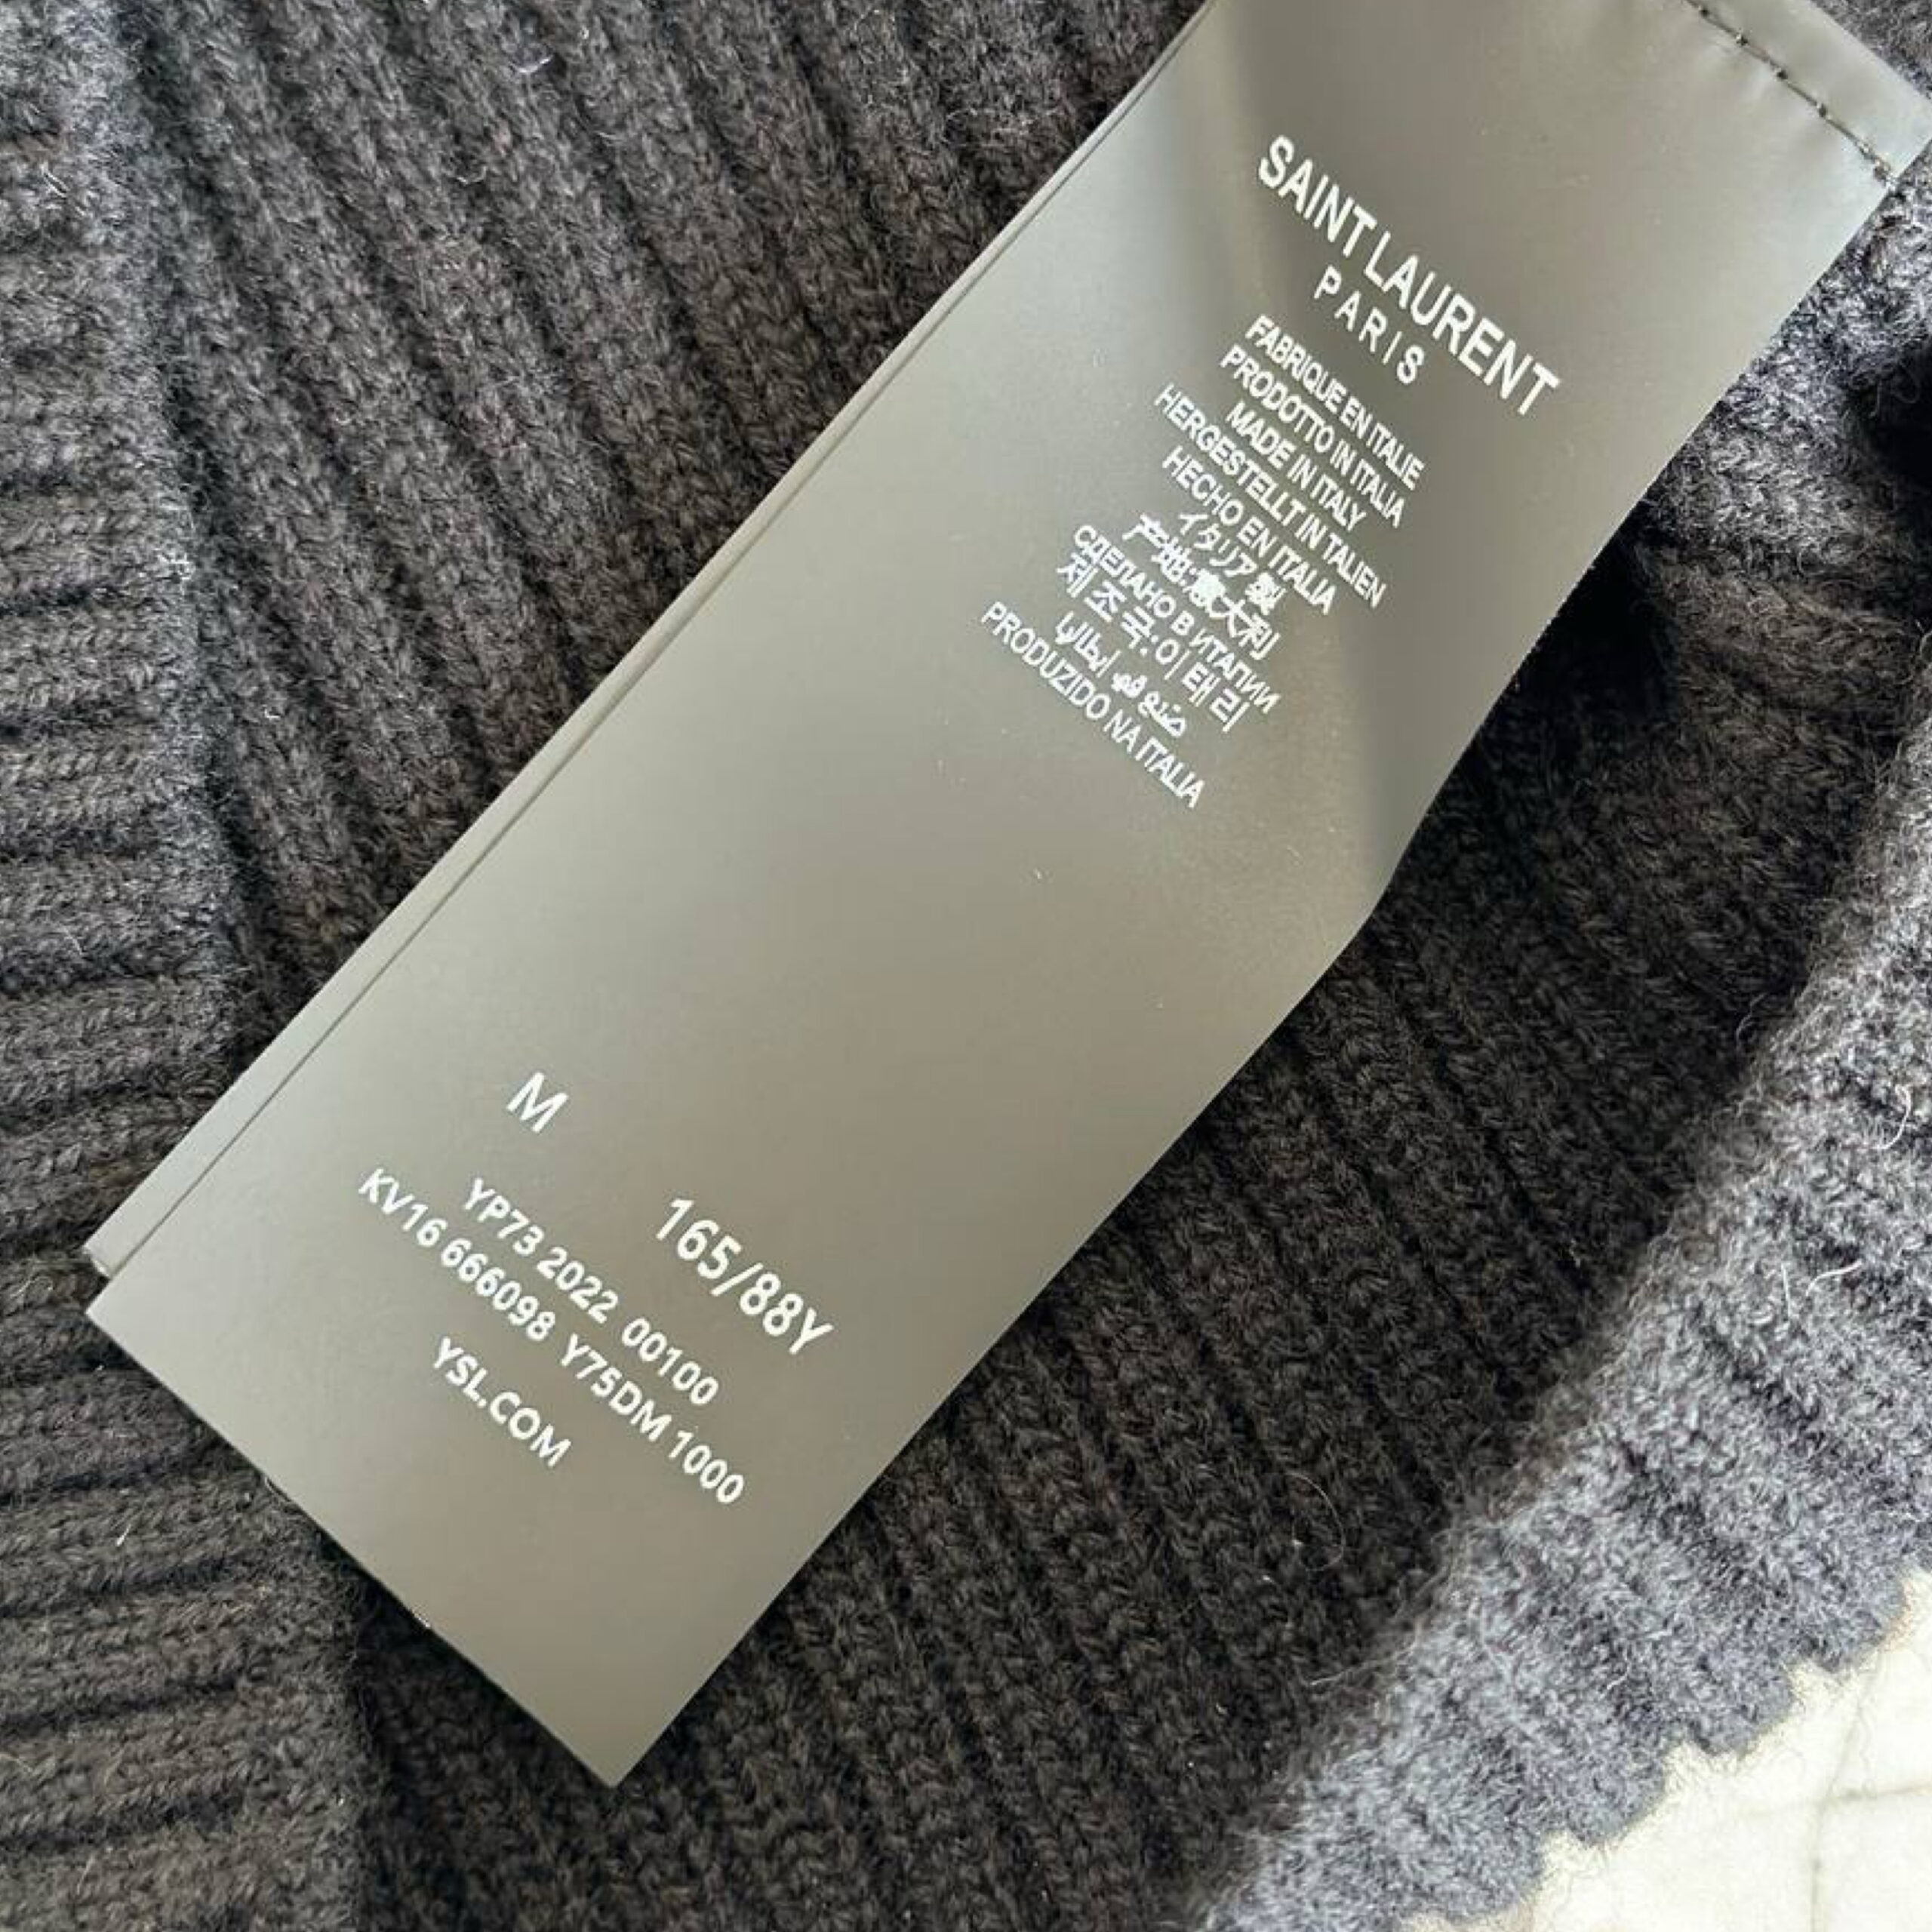 SAINT LAURENT
PARIS
FABRIQUE EN ITALIE
PRODOTTO IN ITALIA
MADE IN ITALY
HERGESTELLT IN TALIEN
HECHO EN ITALIA
イタリア製
产地:意大利
СДЕЛАНО В ИТАПИИ
제조국:이태리
صنع في إيطاليا
PRODUZIDO NA ITALIA
M 165/88Y
YP73 2022 00100
KV16 666098 Y75DM 1000
YSL.COM